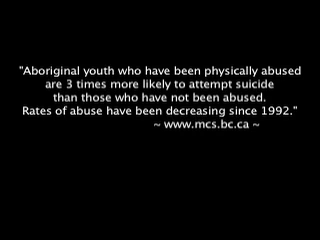 "Aboriginal youth who have been physically abused
are 3 times more likely to attempt suicide
than those who have not been abused.
Rates of abuse have been decreasing since 1992."
~ www.mcs.bc.ca ~